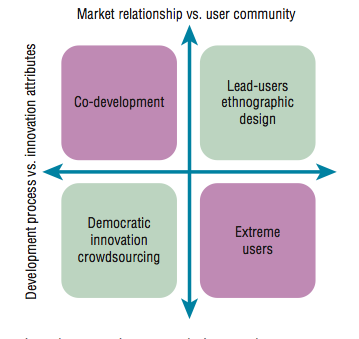 Market relationship vs. user community
Development process vs. innovation attributes
Co-development
Lead-users
ethnographic
design
Democratic
innovation
crowdsourcing
Extreme
users